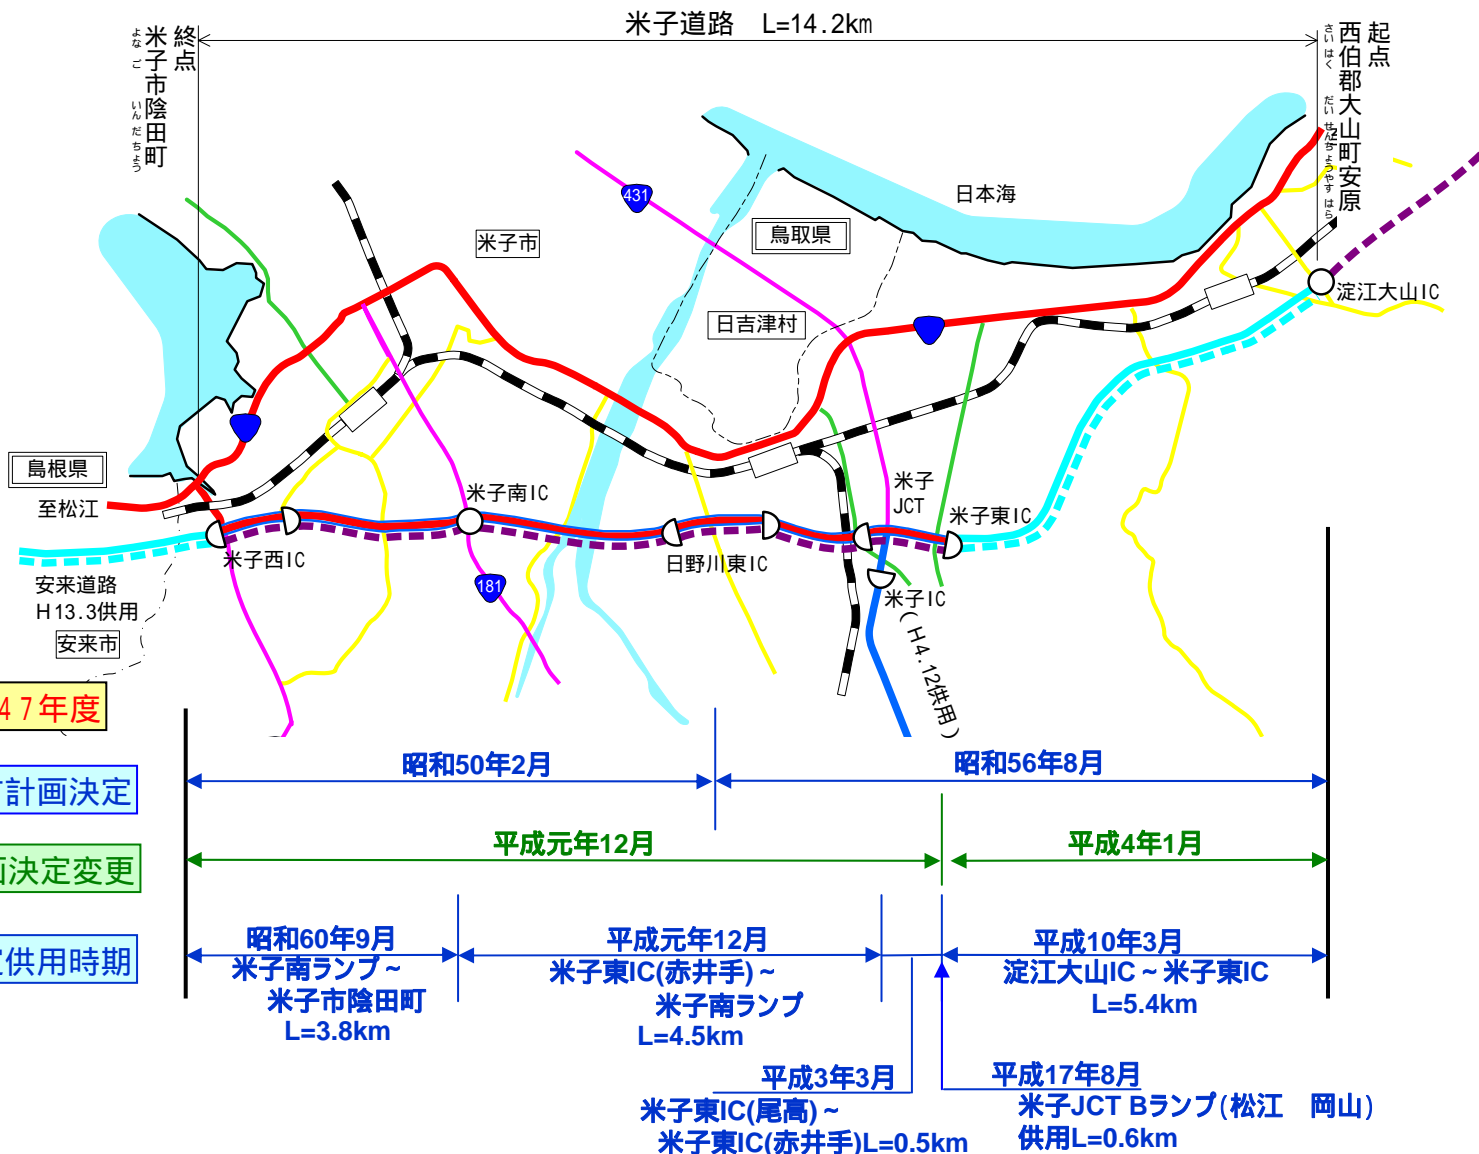 米子道路　L=14.2km
終点
米子市陰田町
よなご いんだちょう
起点
西伯郡大山町安原
さいはく だいせんちょうやすはら
431
米子市
鳥取県
日本海
日吉津村
淀江大山IC
島根県
至松江
米子南IC
米子
JCT
米子東IC
米子西IC
日野川東IC
181
米子IC
(H4.12供用)
安来道路
H13.3供用
安来市
47年度
昭和50年2月
昭和56年8月
計画決定
平成元年12月
平成4年1月
決定変更
供用時期
昭和60年9月
米子南ランプ～
米子市陰田町
L=3.8km
平成元年12月
米子東IC(赤井手)～
米子南ランプ
L=4.5km
平成10年3月
淀江大山IC～米子東IC
L=5.4km
平成3年3月
米子東IC(尾高)～
米子東IC(赤井手)L=0.5km
平成17年8月
米子JCT Bランプ(松江　岡山)
供用L=0.6km